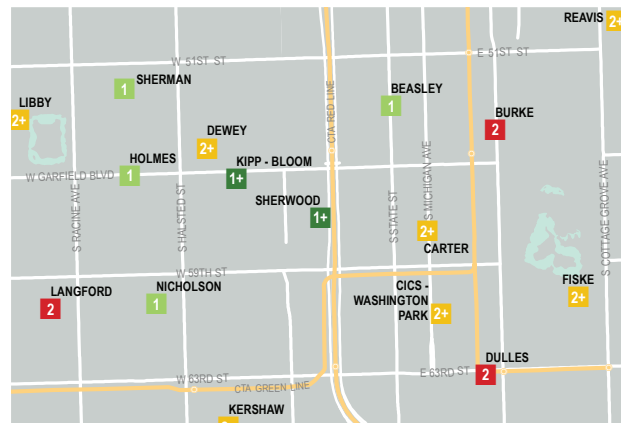 REAVIS
2+
E 51ST ST
W 51ST ST
SHERMAN
1
BEASLEY
1
LIBBY
2+
BURKE
2
DEWEY
2+
CTA RED LINE
HOLMES
1
KIPP - BLOOM
1+
W GARFIELD BLVD
S MICHIGAN AVE
SHERWOOD
1+
S RACINE AVE
S HALSTED ST
S STATE ST
S COTTAGE GROVE AVE
2+
CARTER
W 59TH ST
LANGFORD
2
NICHOLSON
1
CICS -
WASHINGTON
PARK
2+
FISKE
2+
DULLES
2
W 63RD ST
E 63RD ST
CTA GREEN LINE
KERSHAW
2+